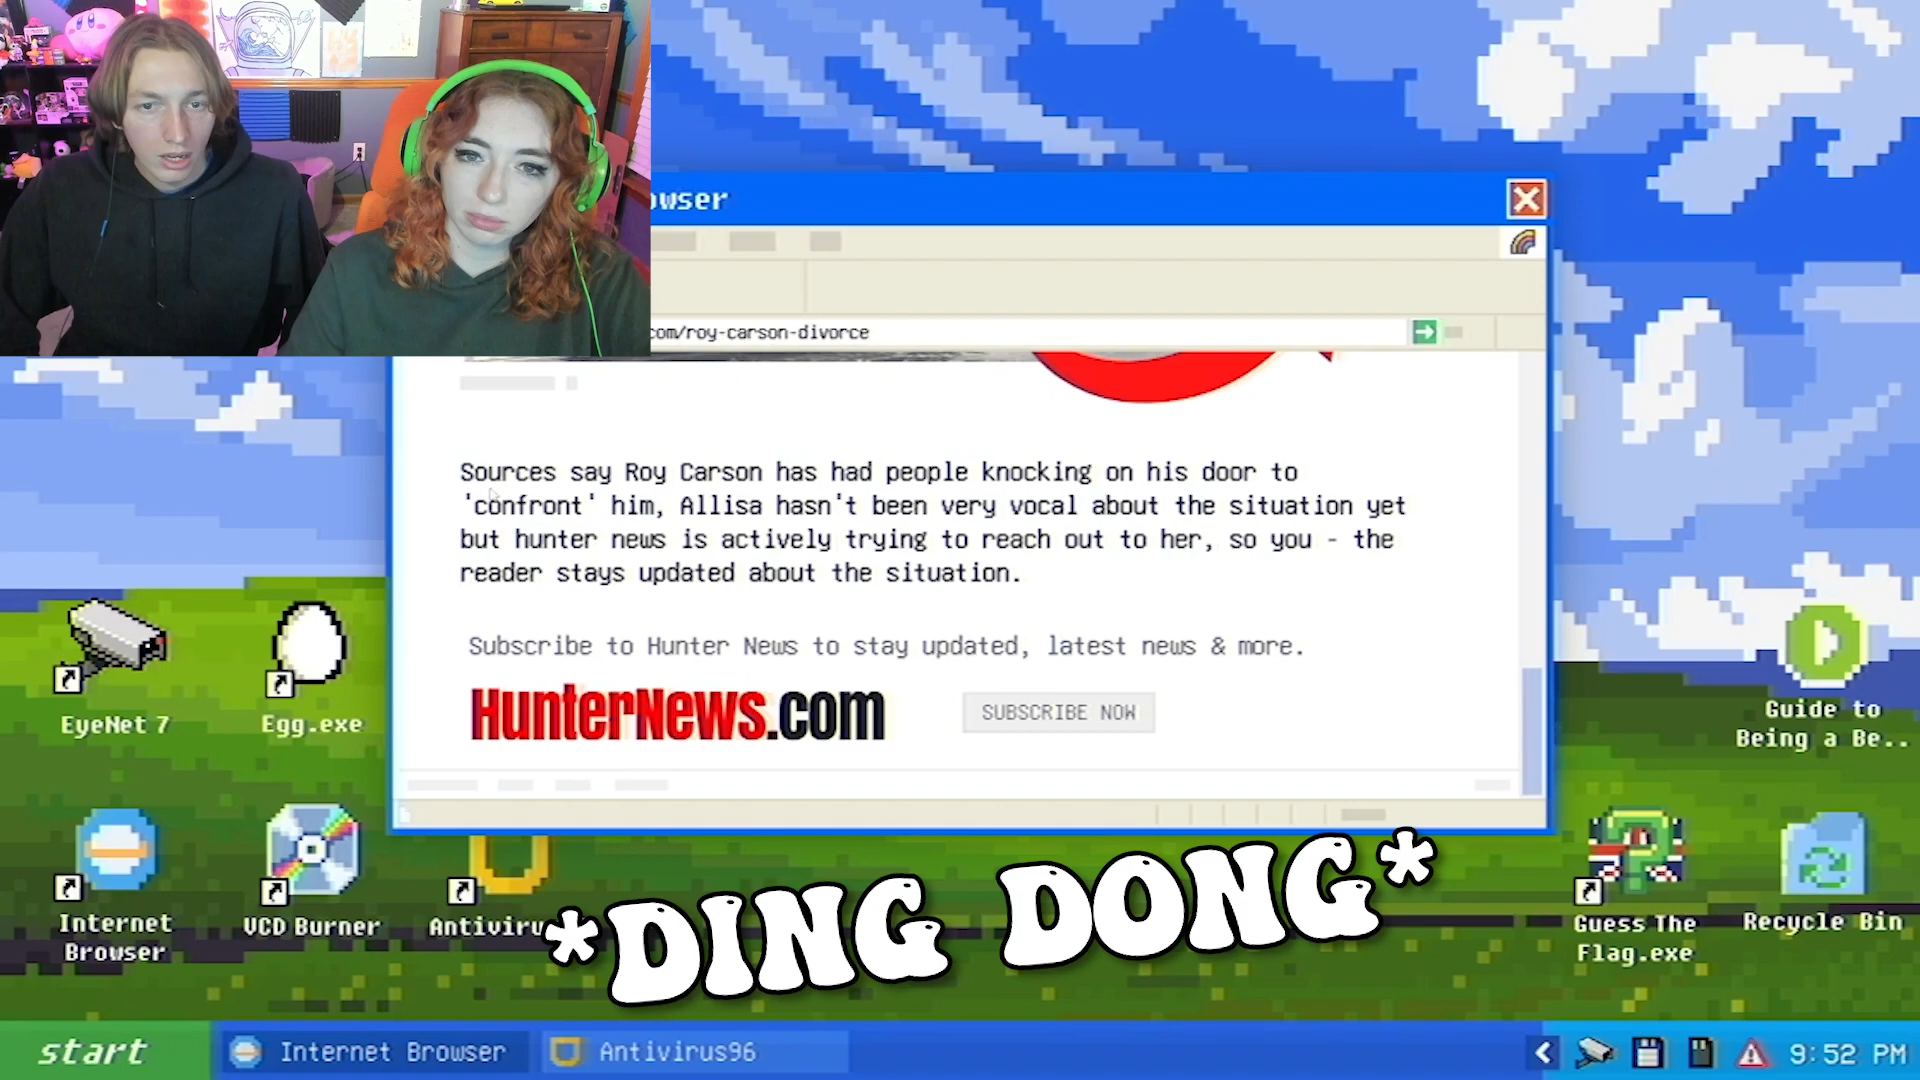 owser
com/roy-carson-divorce
Sources say Roy Carson has had people knocking on his door to
'confront' him, Allisa hasn't been very vocal about the situation yet
but hunter news is actively trying to reach out to her, so you - the
reader stays updated about the situation.
Subscribe to Hunter News to stay updated, latest news & more.
HunterNews.com
SUBSCRIBE NOW
EyeNet 7
Egg.exe
Guide to
Being a Be..
Internet
Browser
VCD Burner
Antiviru
*DING DONG*
Guess The
Flag.exe
Recycle Bin
start
Internet Browser
Antivirus96
9:52 PM